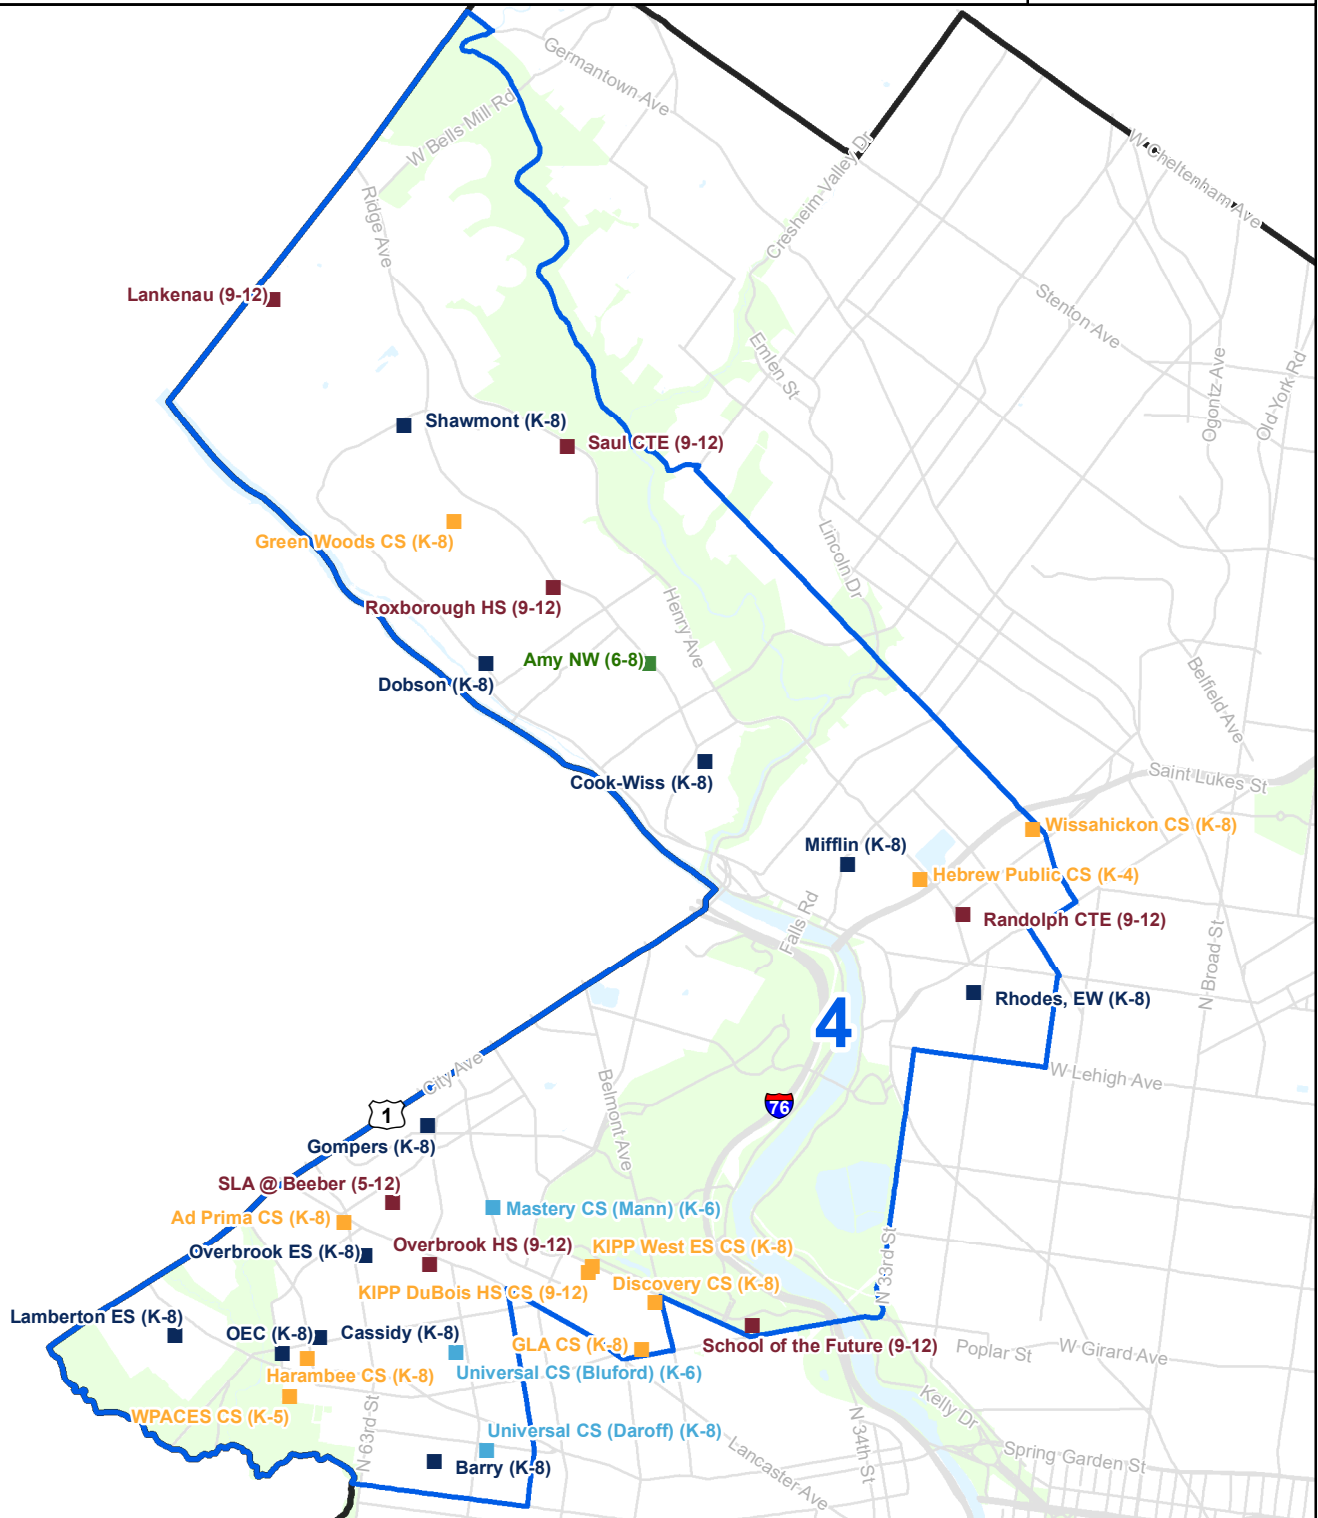 Germantown Ave
W Bells Mill Rd
W Cheltenham Ave
Cresheim Valley Dr
Ridge Ave
Lankenau (9-12)
Stenton Ave
Emlen St
Ogontz Ave
Old York Rd
Shawmont (K-8)
Saul CTE (9-12)
Green Woods CS (K-8)
Lincoln Dr
Roxborough HS (9-12)
Henry Ave
Amy NW (6-8)
Dobson (K-8)
Belfield Ave
Cook-Wiss (K-8)
Saint Lukes St
Wissahickon CS (K-8)
Mifflin (K-8)
Hebrew Public CS (K-4)
Randolph CTE (9-12)
Falls Rd
N Broad St
Rhodes, EW (K-8)
4
City Ave
W Lehigh Ave
76
1
Belmont Ave
Gompers (K-8)
SLA @ Beeber (5-12)
Mastery CS (Mann) (K-6)
Ad Prima CS (K-8)
Overbrook ES (K-8)
Overbrook HS (9-12)
KIPP West ES CS (K-8)
N 33rd St
Discovery CS (K-8)
KIPP DuBois HS CS (9-12)
Lamberton ES (K-8)
OEC (K-8)
Cassidy (K-8)
GLA CS (K-8)
School of the Future (9-12)
Poplar St
W Girard Ave
Harambee CS (K-8)
Universal CS (Bluford) (K-6)
WPACES CS (K-5)
Kelly Dr
N 63rd St
Universal CS (Daroff) (K-8)
N 34th St
Lancaster Ave
Spring Garden St
Barry (K-8)